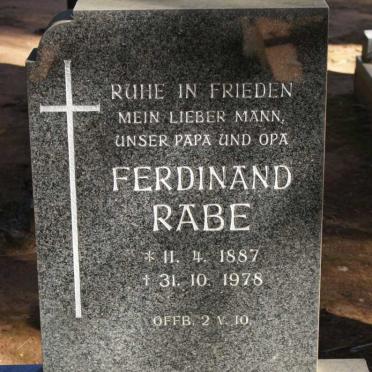 RUHE IN FRIEDEN
MEIN LIEBER MANN,
UNSER PAPA UND OPA
FERDINAND
RABE
* 11. 4. 1887
† 31. 10. 1978
OFFB. 2 V. 10.